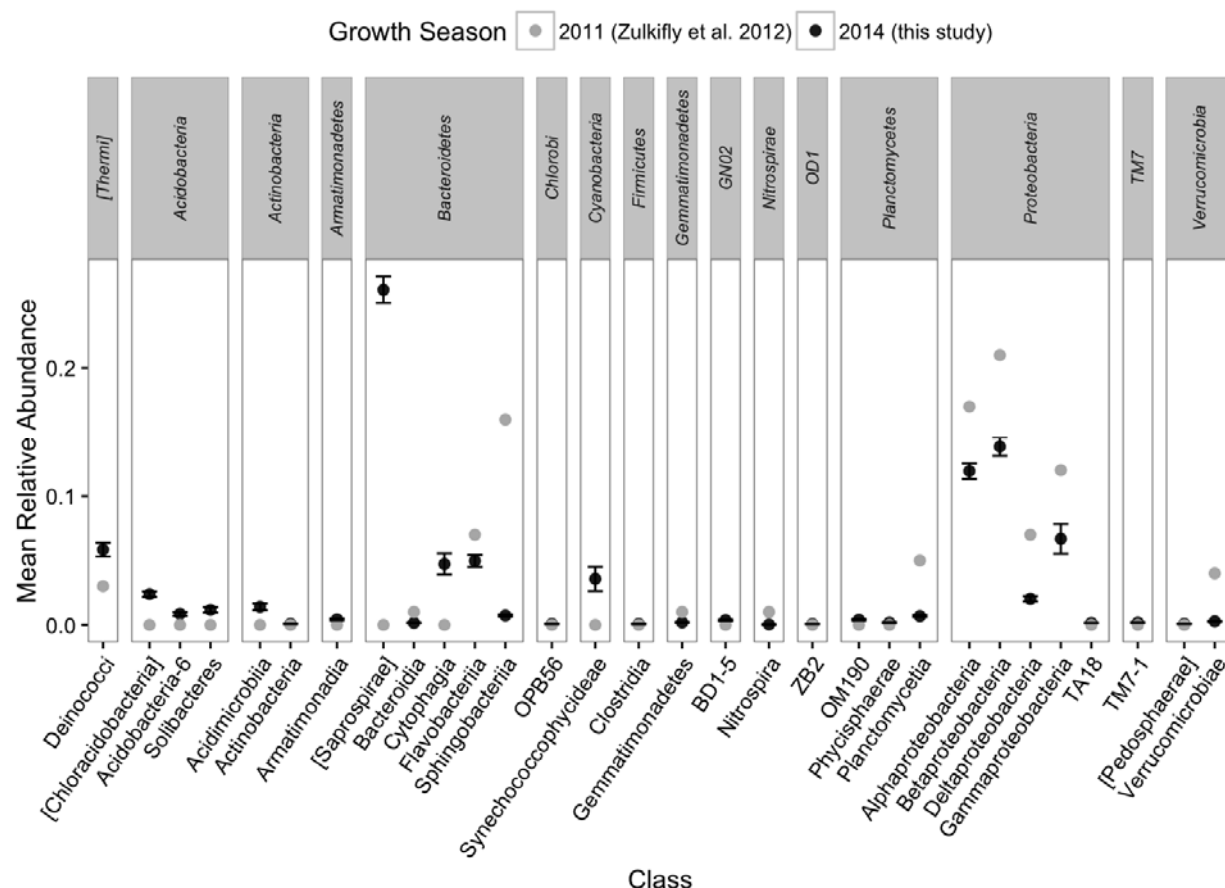 Growth Season 2011 (Zulkifly et al. 2012) 2014 (this study)
[Thermi]
Acidobacteria
Actinobacteria
Armatimonadetes
Bacteroidetes
Chlorobi
Cyanobacteria
Firmicutes
Gemmatimonadetes
GN02
Nitrospirae
OD1
Planctomycetes
Proteobacteria
TM7
Verrucomicrobia
Mean Relative Abundance
0.2
0.1
0.0
Deinococci
[Chloracidobacteria]
Acidobacteria-6
Solibacteres
Acidimicrobiia
Actinobacteria
Armatimonadia
[Saprospirae]
Bacteroidia
Cytophagia
Flavobacteriia
Sphingobacteriia
OPB56
Synechococcophycideae
Clostridia
Gemmatimonadetes
BD1-5
Nitrospira
ZB2
OM190
Phycisphaerae
Planctomycetia
Alphaproteobacteria
Betaproteobacteria
Deltaproteobacteria
Gammaproteobacteria
TA18
TM7-1
[Pedosphaerae]
Verrucomicrobiae
Class